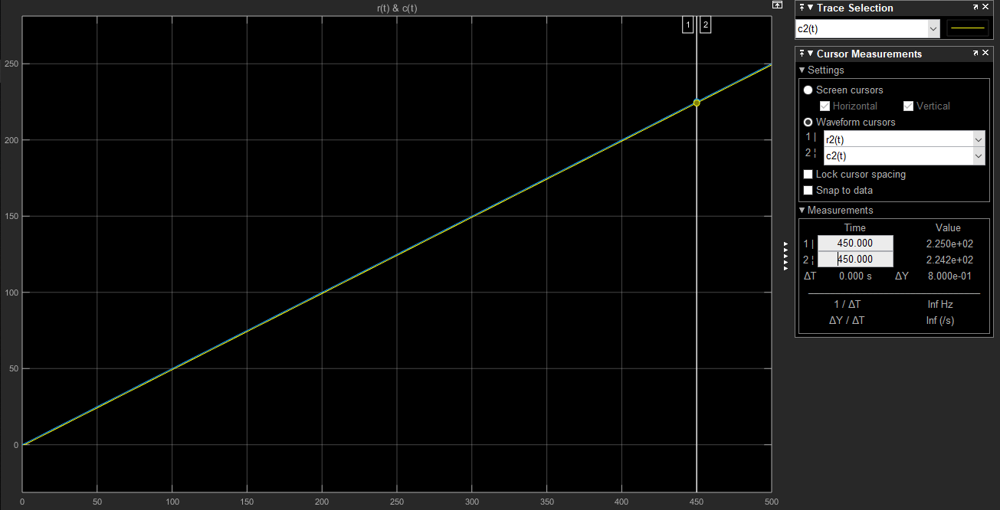 r(t) & c(t)
250
200
150
100
50
0
0 50 100 150 200 250 300 350 400 450 500
1 2
Trace Selection
c2(t)
Cursor Measurements
Settings
Screen cursors
Horizontal Vertical
Waveform cursors
1 | r2(t)
2 ¦ c2(t)
Lock cursor spacing
Snap to data
Measurements
Time Value
1 | 450.000 2.250e+02
2 ¦ 450.000 2.242e+02
ΔT 0.000 s ΔY 8.000e-01
1 / ΔT Inf Hz
ΔY / ΔT Inf (/s)